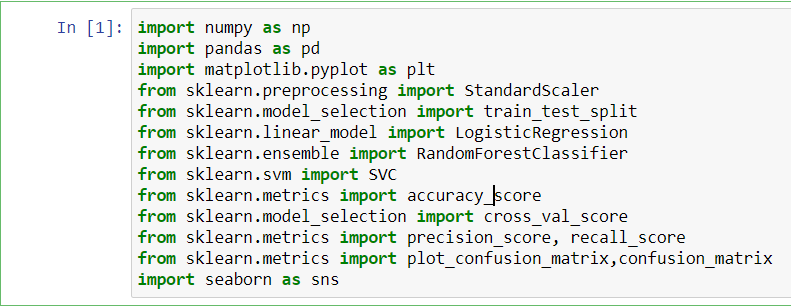 In [1]: import numpy as np
import pandas as pd
import matplotlib.pyplot as plt
from sklearn.preprocessing import StandardScaler
from sklearn.model_selection import train_test_split
from sklearn.linear_model import LogisticRegression
from sklearn.ensemble import RandomForestClassifier
from sklearn.svm import SVC
from sklearn.metrics import accuracy_score
from sklearn.model_selection import cross_val_score
from sklearn.metrics import precision_score, recall_score
from sklearn.metrics import plot_confusion_matrix,confusion_matrix
import seaborn as sns